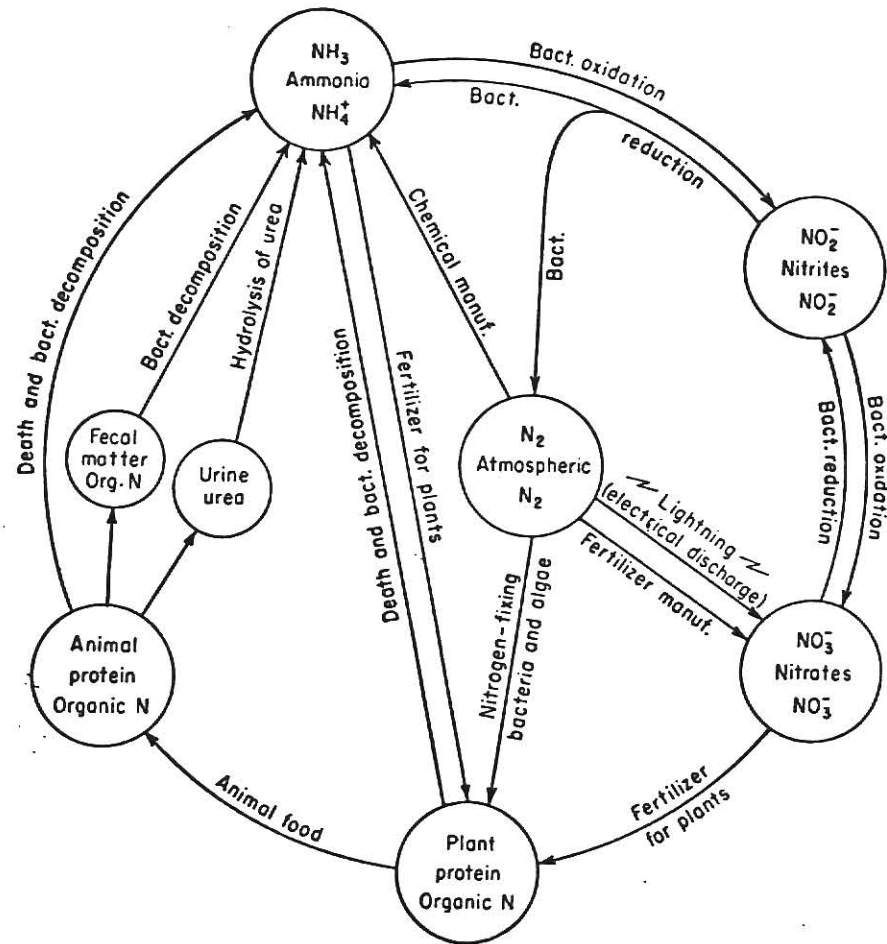 NH₃
Ammonia
NH₄⁺
Bact. oxidation
Bact.
reduction
NO₂⁻
Nitrites
NO₂⁻
Chemical manuf.
Bact.
Death and bact. decomposition
Bact. decomposition
Hydrolysis of urea
Fertilizer for plants
Death and bact. decomposition
Fecal
matter
Org. N
Urine
urea
N₂
Atmospheric
N₂
Lightning
(electrical discharge)
Fertilizer manuf.
Bact. reduction
Bact. oxidation
Nitrogen-fixing
bacteria and algae
Animal
protein
Organic N
NO₃⁻
Nitrates
NO₃⁻
Animal food
Fertilizer
for plants
Plant
protein
Organic N